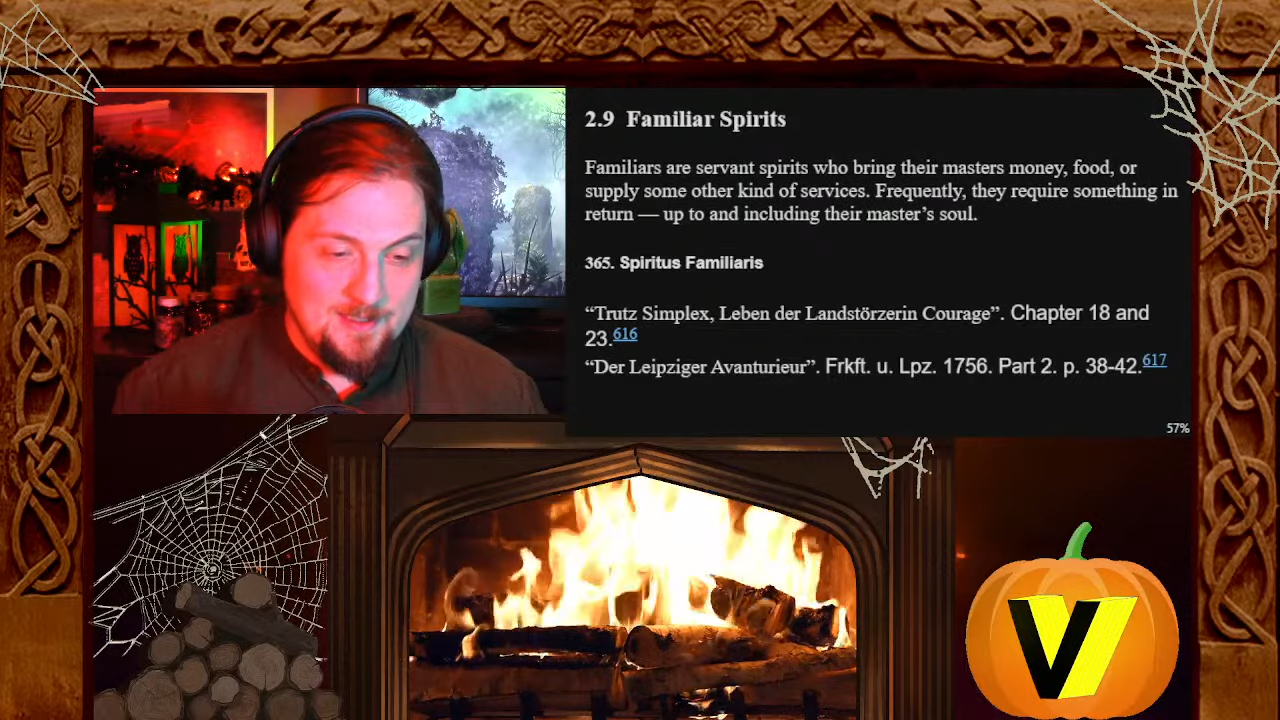 2.9 Familiar Spirits
Familiars are servant spirits who bring their masters money, food, or
supply some other kind of services. Frequently, they require something in
return — up to and including their master’s soul.
365. Spiritus Familiaris
“Trutz Simplex, Leben der Landstörzerin Courage”. Chapter 18 and
23.616
“Der Leipziger Avanturieur”. Frkft. u. Lpz. 1756. Part 2. p. 38-42.617
57%
V